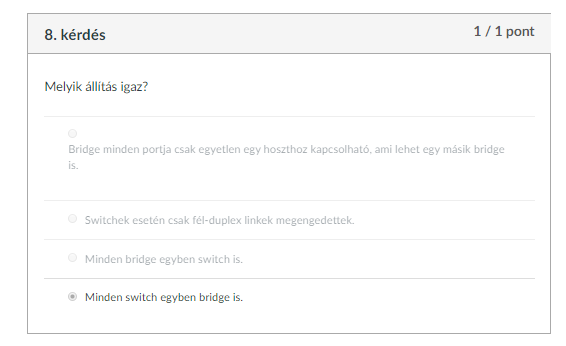 8. kérdés
1 / 1 pont
Melyik állítás igaz?
Bridge minden portja csak egyetlen egy hoszthoz kapcsolható, ami lehet egy másik bridge
is.
Switchek esetén csak fél-duplex linkek megengedettek.
Minden bridge egyben switch is.
Minden switch egyben bridge is.